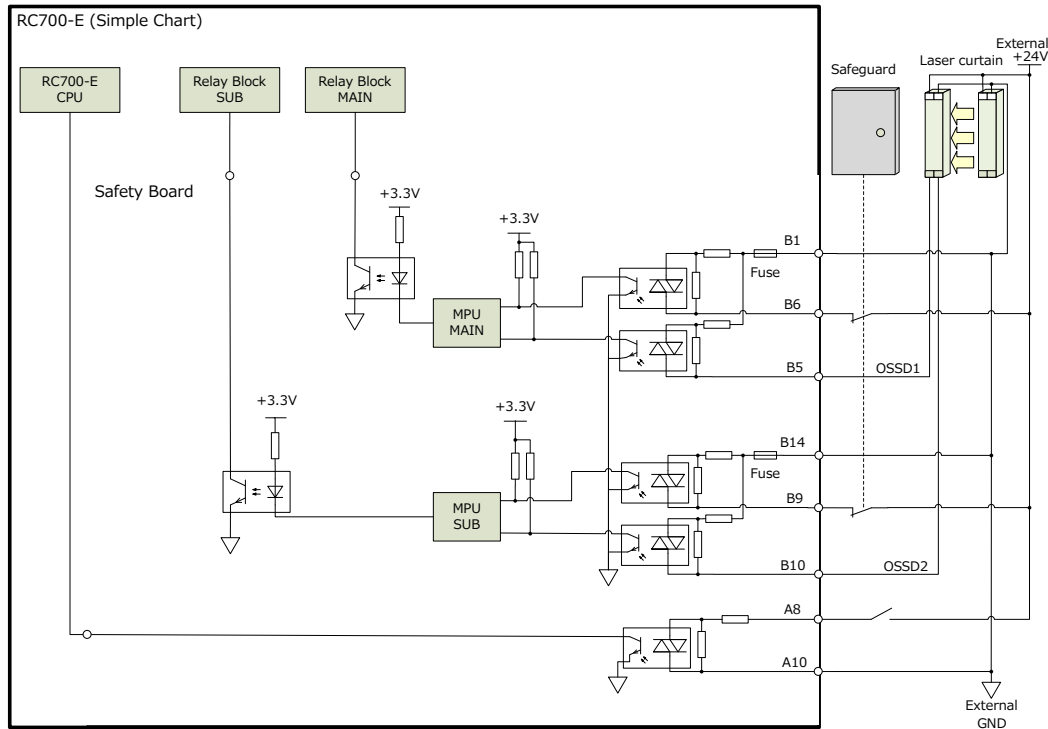 RC700-E (Simple Chart)
External
+24V
Safeguard
Laser curtain
RC700-E
CPU
Relay Block
SUB
Relay Block
MAIN
Safety Board
+3.3V
+3.3V
B1
Fuse
MPU
MAIN
B6
B5
OSSD1
+3.3V
+3.3V
B14
Fuse
MPU
SUB
B9
B10
OSSD2
A8
A10
External
GND